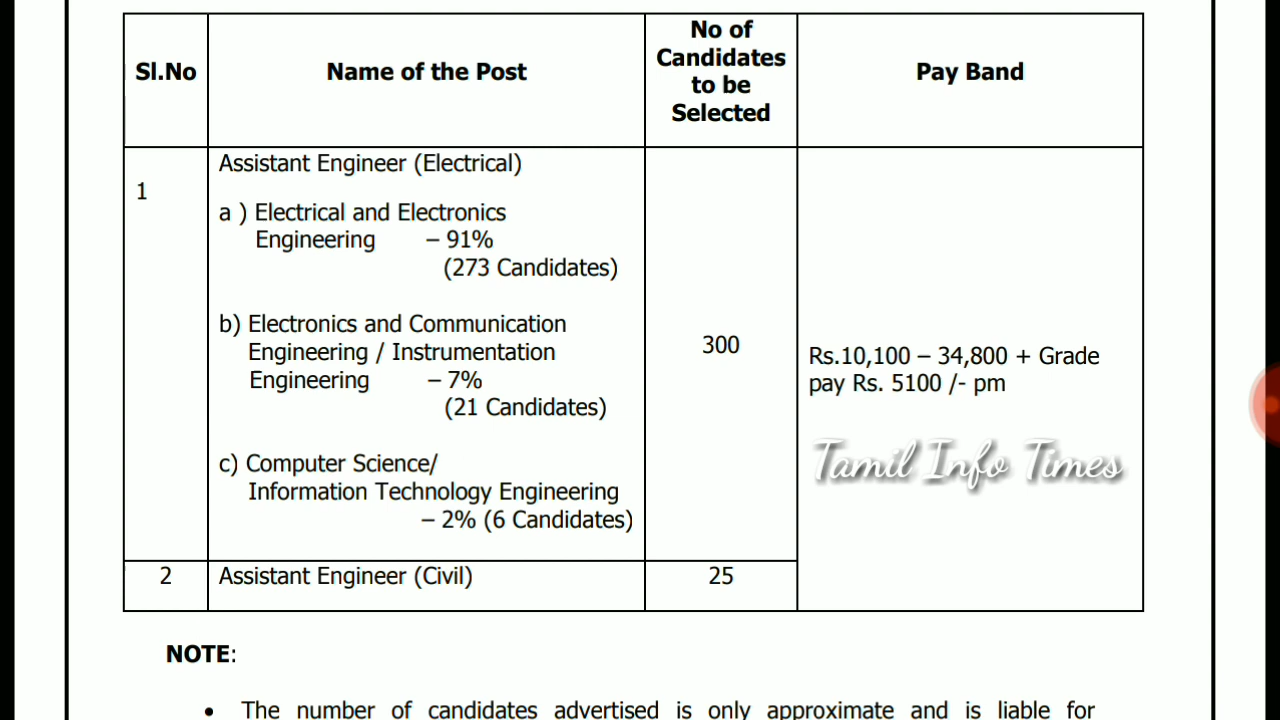 Sl.No
Name of the Post
No of
Candidates
to be
Selected
Pay Band
1
Assistant Engineer (Electrical)
a ) Electrical and Electronics
Engineering – 91%
(273 Candidates)
b) Electronics and Communication
Engineering / Instrumentation
Engineering – 7%
(21 Candidates)
c) Computer Science/
Information Technology Engineering
– 2% (6 Candidates)
300
Rs.10,100 – 34,800 + Grade
pay Rs. 5100 /- pm
Tamil Info Times
2
Assistant Engineer (Civil)
25
NOTE:
• The number of candidates advertised is only approximate and is liable for